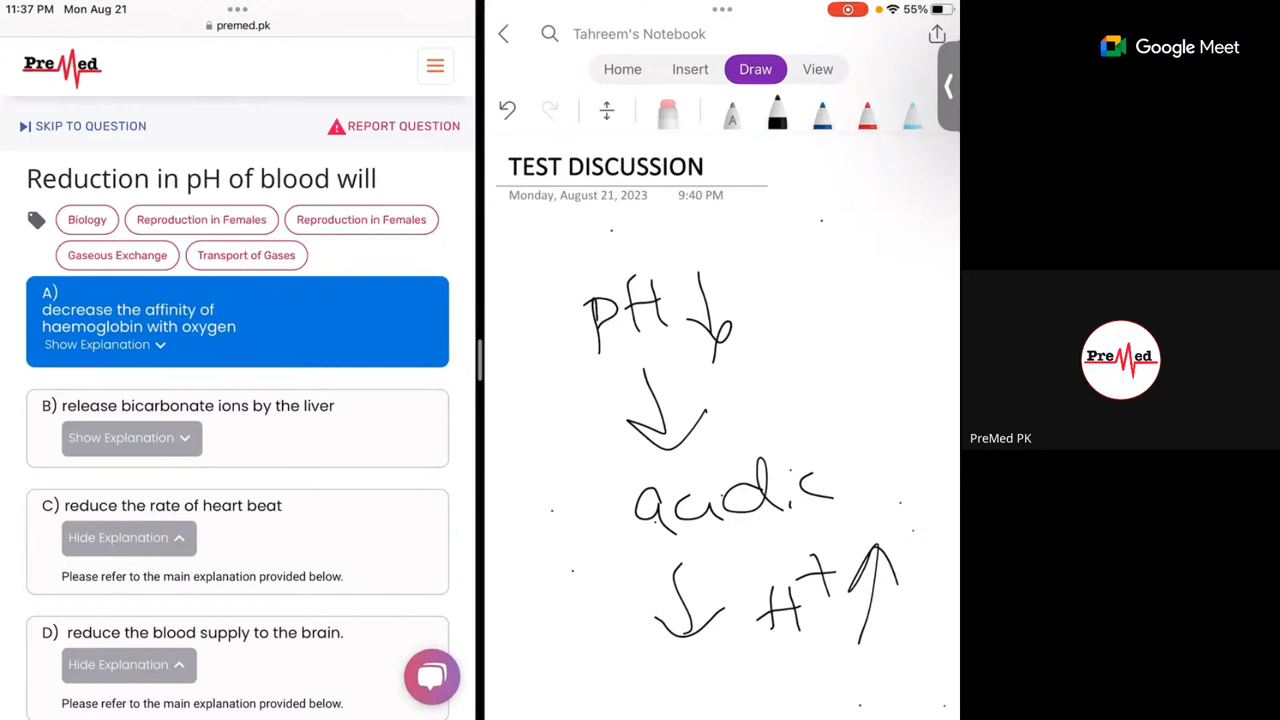 11:37 PM Mon Aug 21
premed.pk
PreMed
SKIP TO QUESTION
REPORT QUESTION
Reduction in pH of blood will
Biology
Reproduction in Females
Reproduction in Females
Gaseous Exchange
Transport of Gases
A)
decrease the affinity of
haemoglobin with oxygen
Show Explanation
B) release bicarbonate ions by the liver
Show Explanation
C) reduce the rate of heart beat
Hide Explanation
Please refer to the main explanation provided below.
D) reduce the blood supply to the brain.
Hide Explanation
Please refer to the main explanation provided below.
55%
Tahreem's Notebook
Home
Insert
Draw
View
A
TEST DISCUSSION
Monday, August 21, 2023 9:40 PM
pH ↓
↓
acidic
↓ H+ ↑
Google Meet
PreMed
PreMed PK